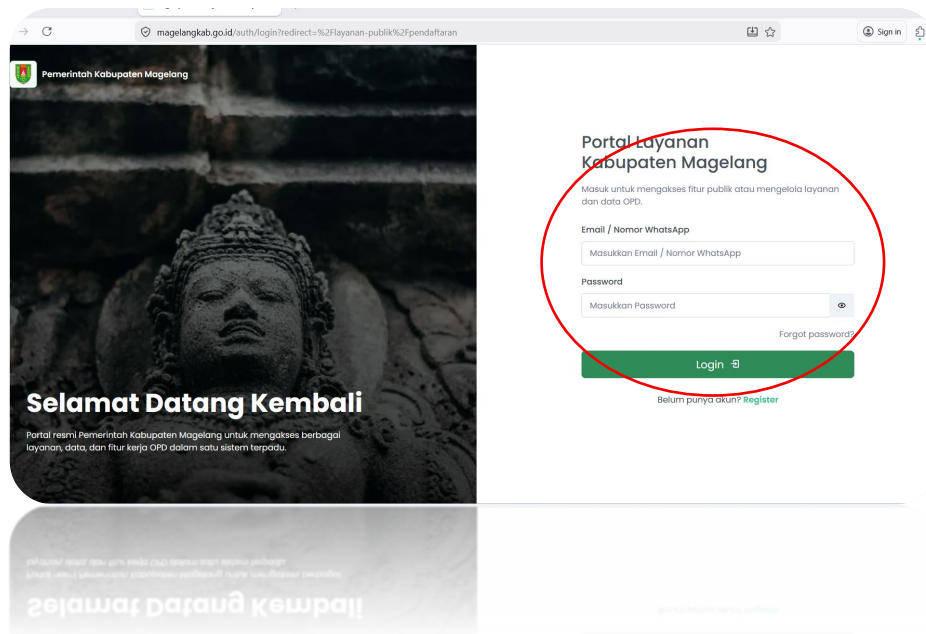 magelangkab.go.id/auth/login?redirect=%2Flayanan-publik%2Fpendaftaran
Sign in
Pemerintah Kabupaten Magelang
Selamat Datang Kembali
Portal resmi Pemerintah Kabupaten Magelang untuk mengakses berbagai
layanan, data, dan fitur kerja OPD dalam satu sistem terpadu.
Portal Layanan
Kabupaten Magelang
Masuk untuk mengakses fitur publik atau mengelola layanan
dan data OPD.
Email / Nomor WhatsApp
Masukkan Email / Nomor WhatsApp
Password
Masukkan Password
Forgot password?
Login
Belum punya akun? Register